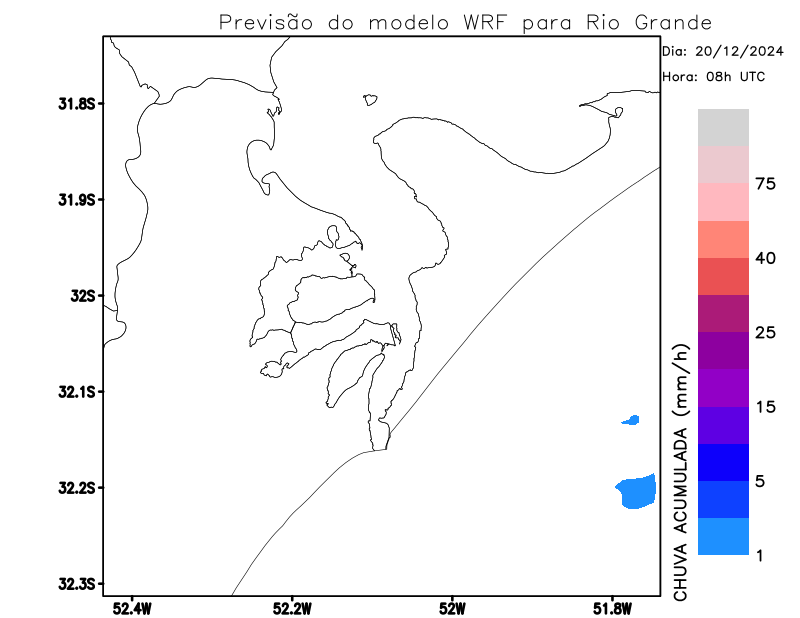 Previsão do modelo WRF para Rio Grande
Dia: 20/12/2024
Hora: 08h UTC
31.8S
31.9S
32S
32.1S
32.2S
32.3S
52.4W
52.2W
52W
51.8W
CHUVA ACUMULADA (mm/h)
75
40
25
15
5
1